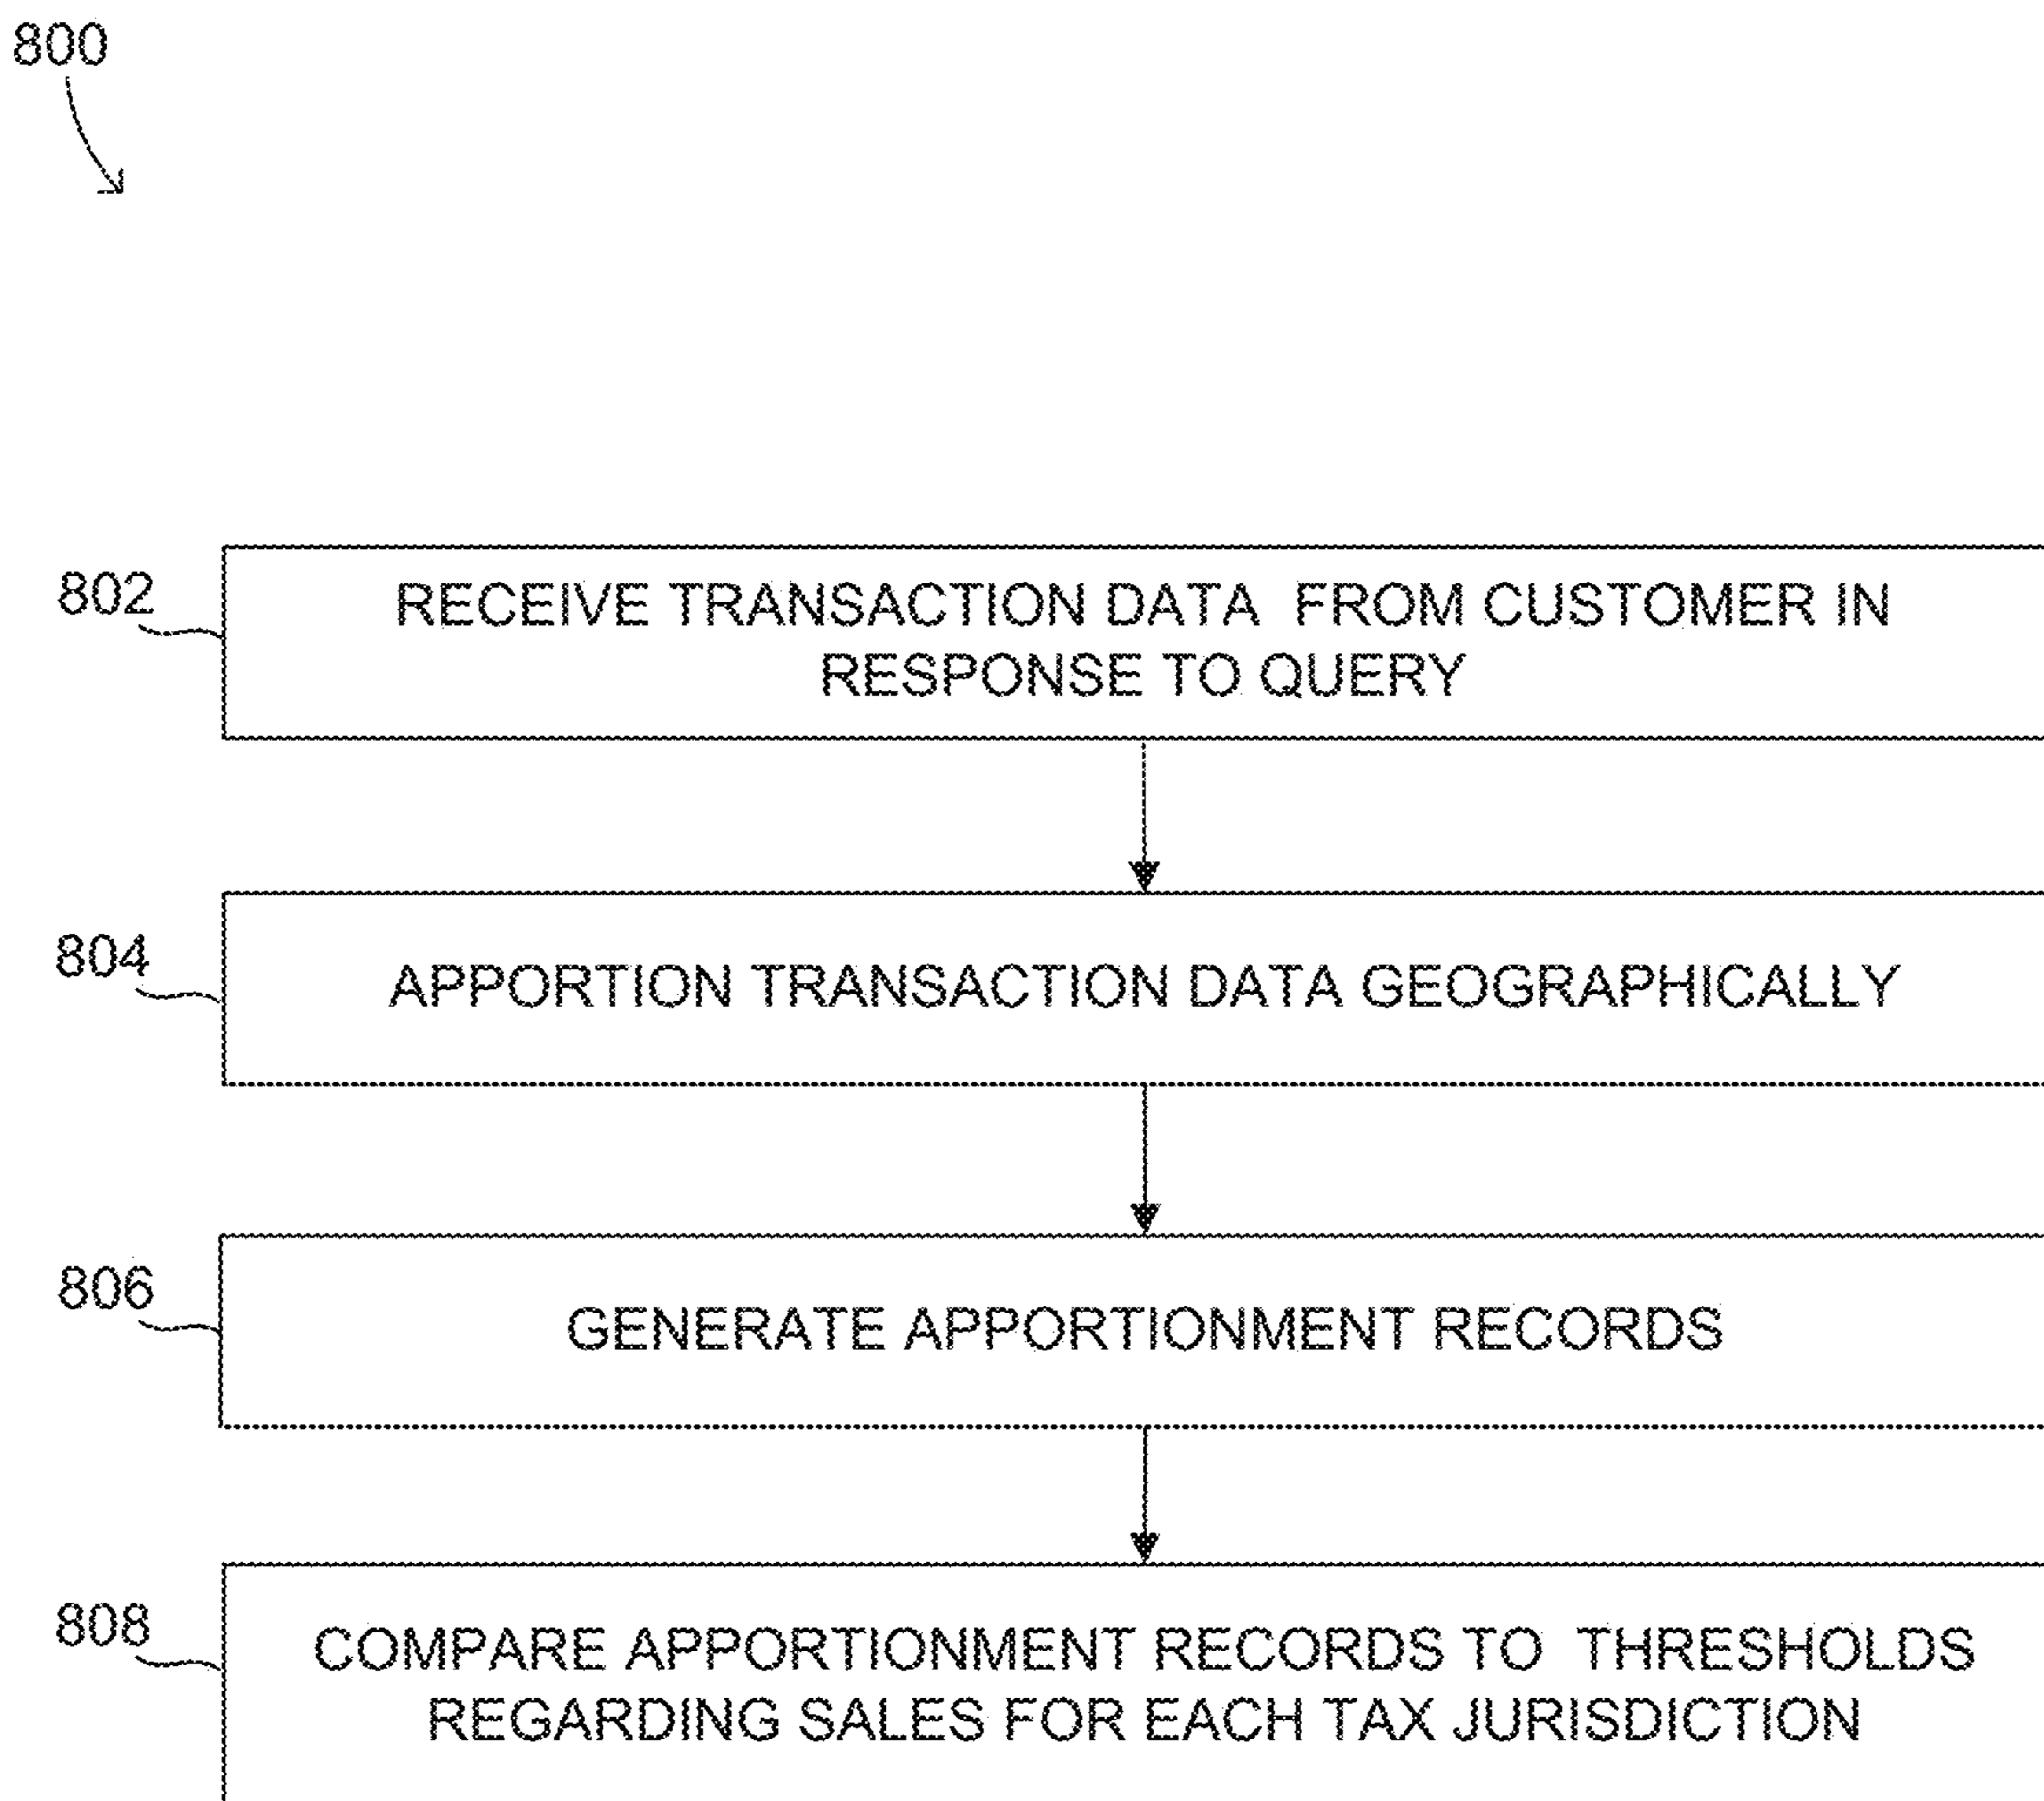 800
802
RECEIVE TRANSACTION DATA FROM CUSTOMER IN
RESPONSE TO QUERY
804
APPORTION TRANSACTION DATA GEOGRAPHICALLY
806
GENERATE APPORTIONMENT RECORDS
808
COMPARE APPORTIONMENT RECORDS TO THRESHOLDS
REGARDING SALES FOR EACH TAX JURISDICTION